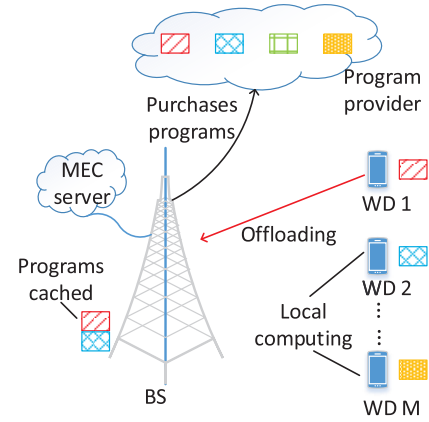 Program
provider
Purchases
programs
MEC
server
WD 1
Offloading
Programs
cached
WD 2
Local
computing
BS
WD M